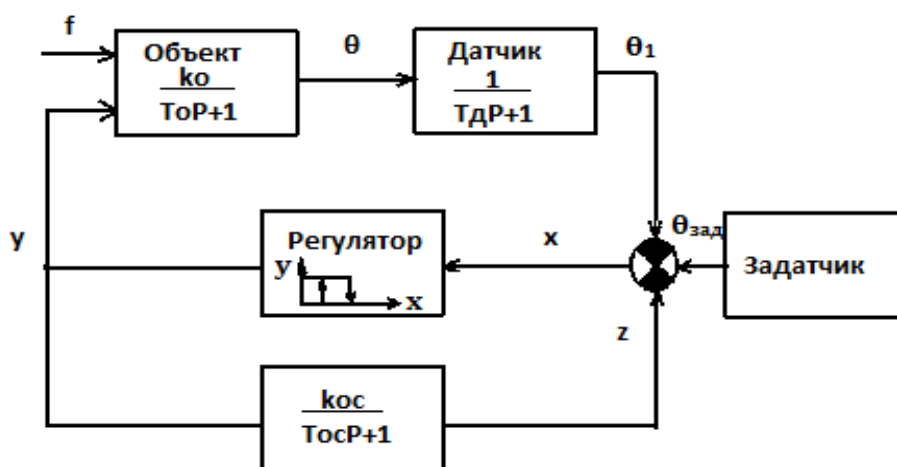 f
Объект
ko
ToP+1
θ
Датчик
1
TдP+1
θ1
y
Регулятор
y
x
x
θзад
Задатчик
z
koc
TocP+1